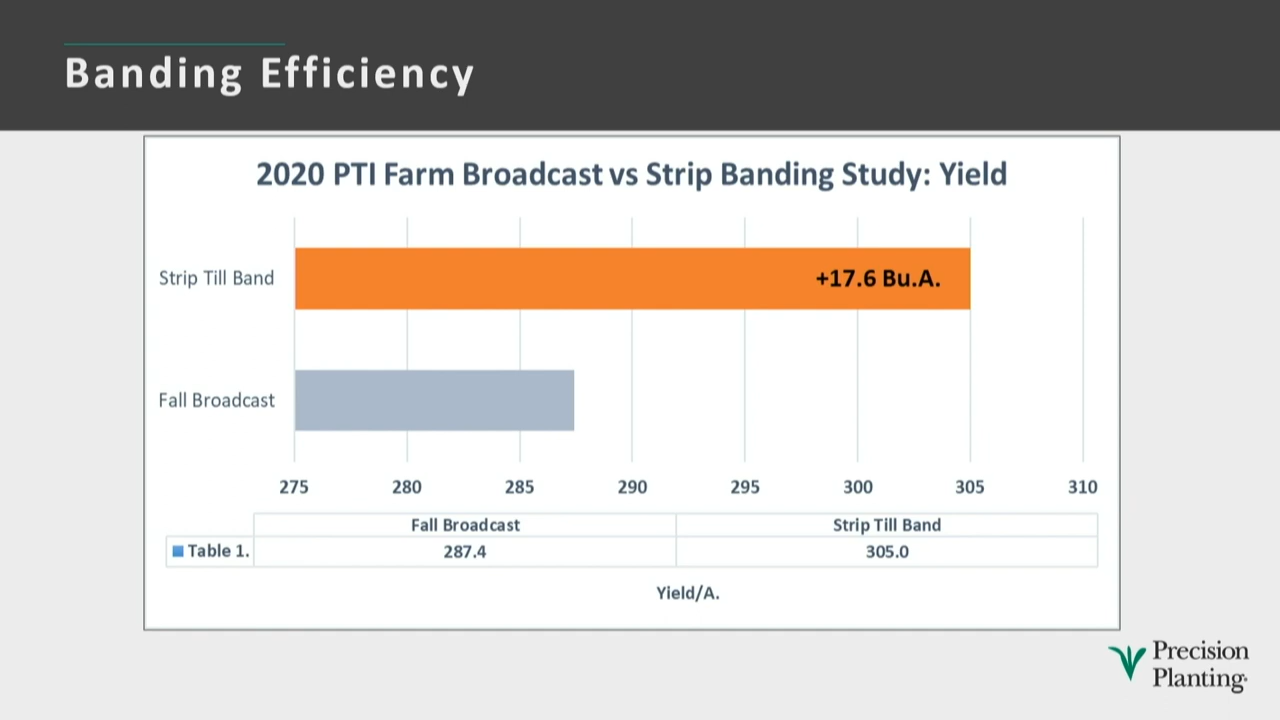 Banding Efficiency
2020 PTI Farm Broadcast vs Strip Banding Study: Yield
Strip Till Band
+17.6 Bu.A.
Fall Broadcast
275 280 285 290 295 300 305 310
Fall Broadcast Strip Till Band
Table 1. 287.4 305.0
Yield/A.
Precision
Planting